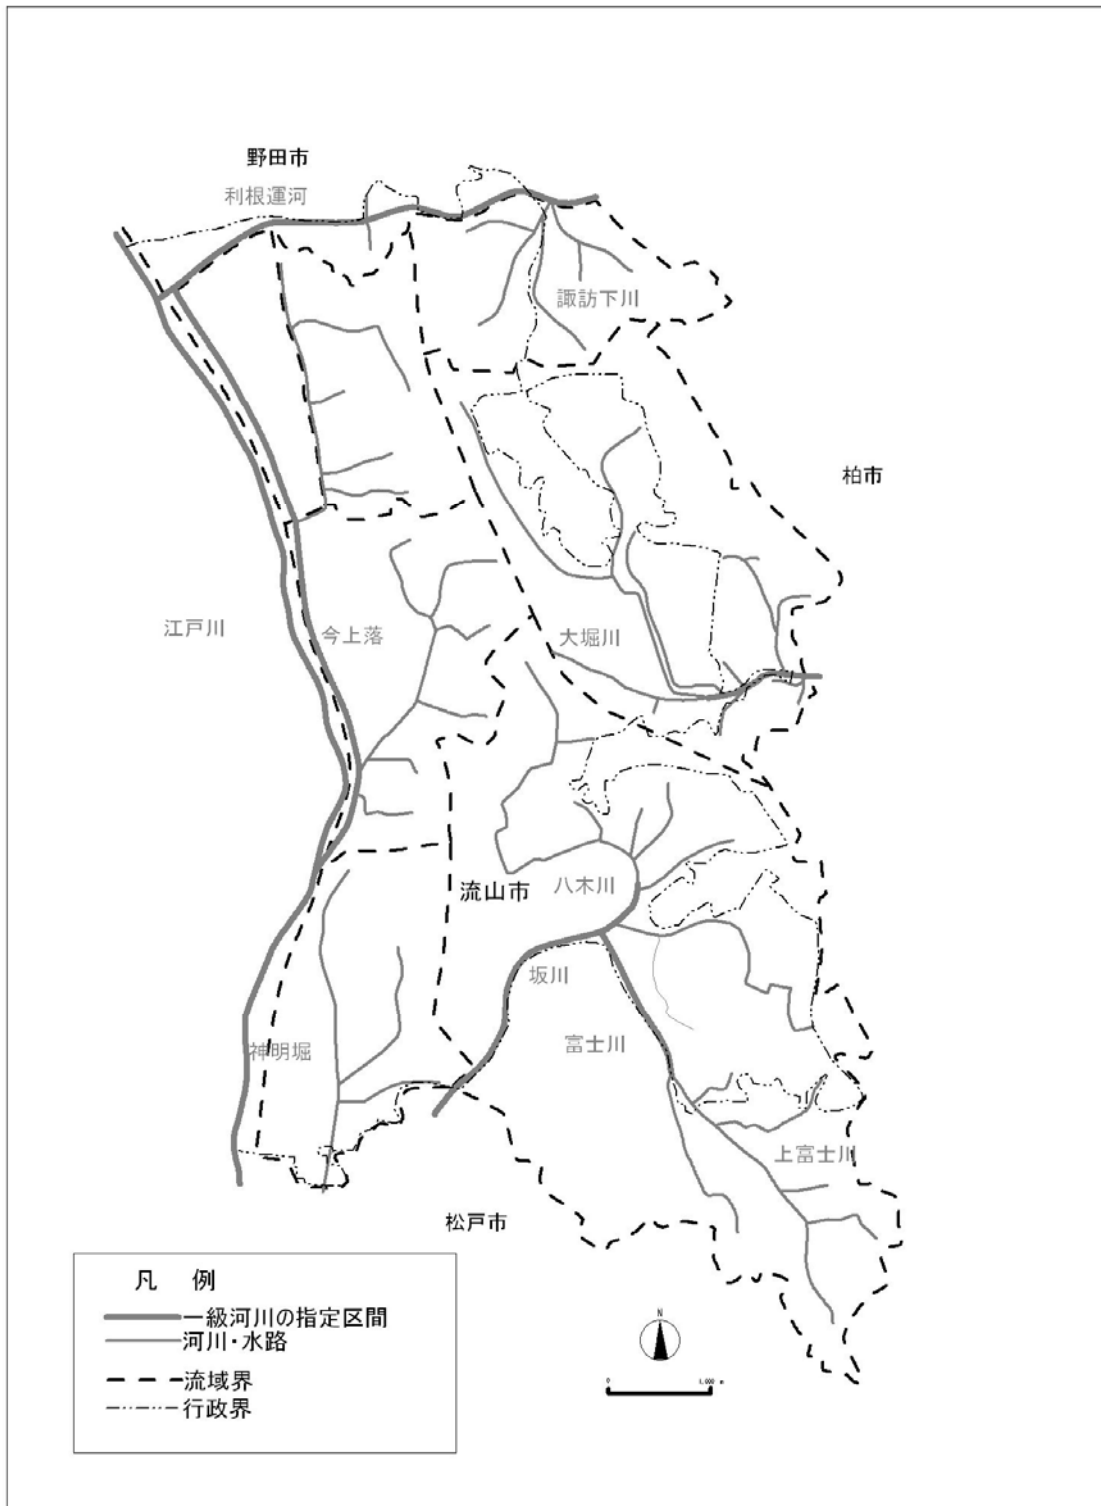 野田市
利根運河
諏訪下川
柏市
江戸川
今上落
大堀川
流山市
八木川
坂川
富士川
神明堀
上富士川
松戸市
凡 例
一級河川の指定区間
河川・水路
流域界
行政界
N
0 1,000 m